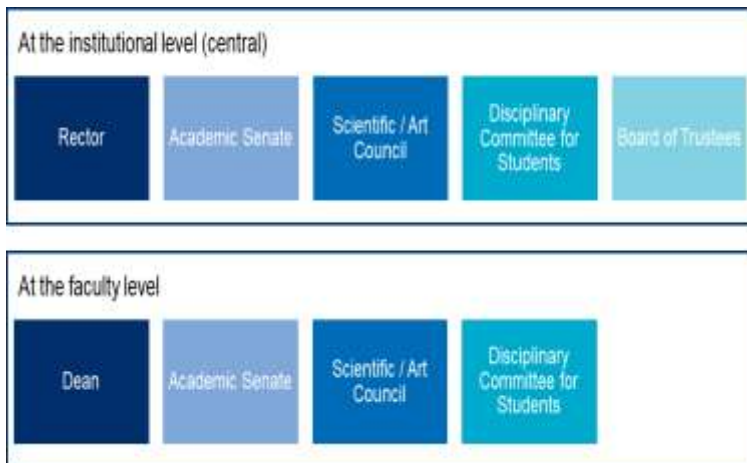 At the institutional level (central)
Rector
Academic Senate
Scientific / Art
Council
Disciplinary
Committee for
Students
Board of Trustees
At the faculty level
Dean
Academic Senate
Scientific / Art
Council
Disciplinary
Committee for
Students